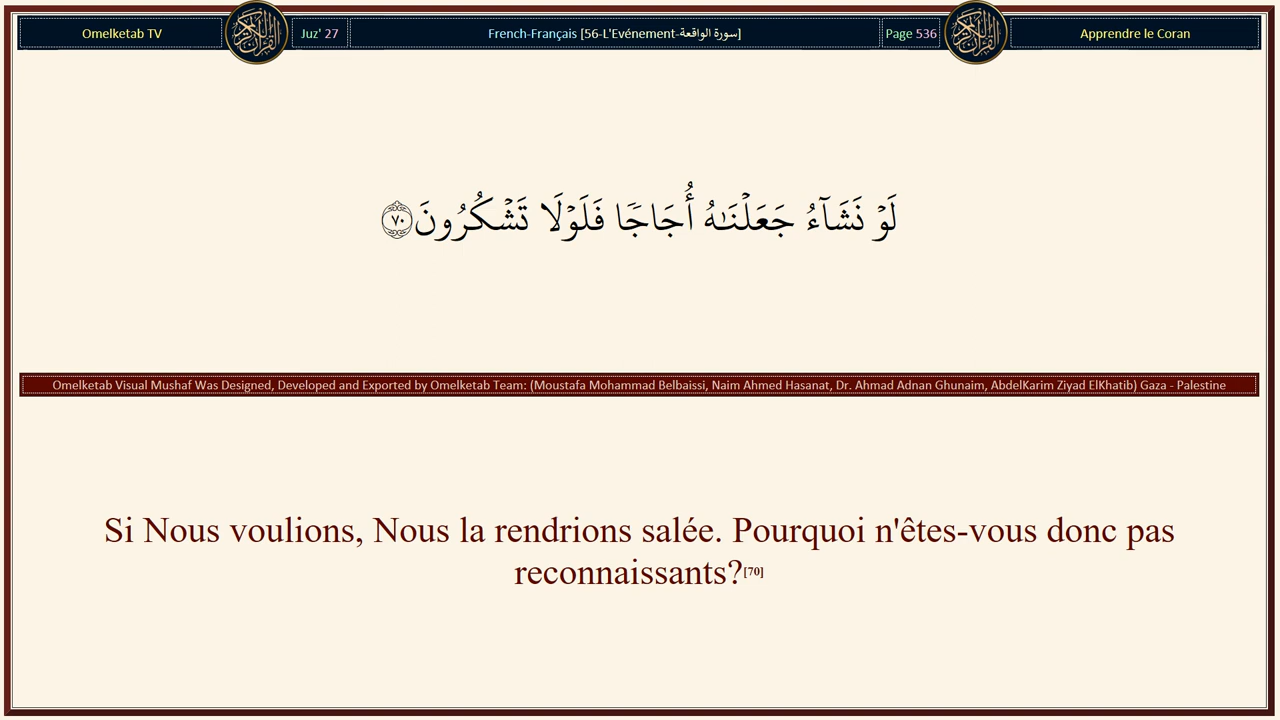 Omelketab TV
Juz' 27
French-Français [56-L'Evénement-سورة الواقعة]
Page 536
Apprendre le Coran
لَوۡ نَشَآءُ جَعَلۡنَٰهُ أُجَاجٗا فَلَوۡلَا تَشۡكُرُونَ ٧٠
Omelketab Visual Mushaf Was Designed, Developed and Exported by Omelketab Team: (Moustafa Mohammad Belbaissi, Naim Ahmed Hasanat, Dr. Ahmad Adnan Ghunaim, AbdelKarim Ziyad ElKhatib) Gaza - Palestine
Si Nous voulions, Nous la rendrions salée. Pourquoi n'êtes-vous donc pas
reconnaissants?[70]